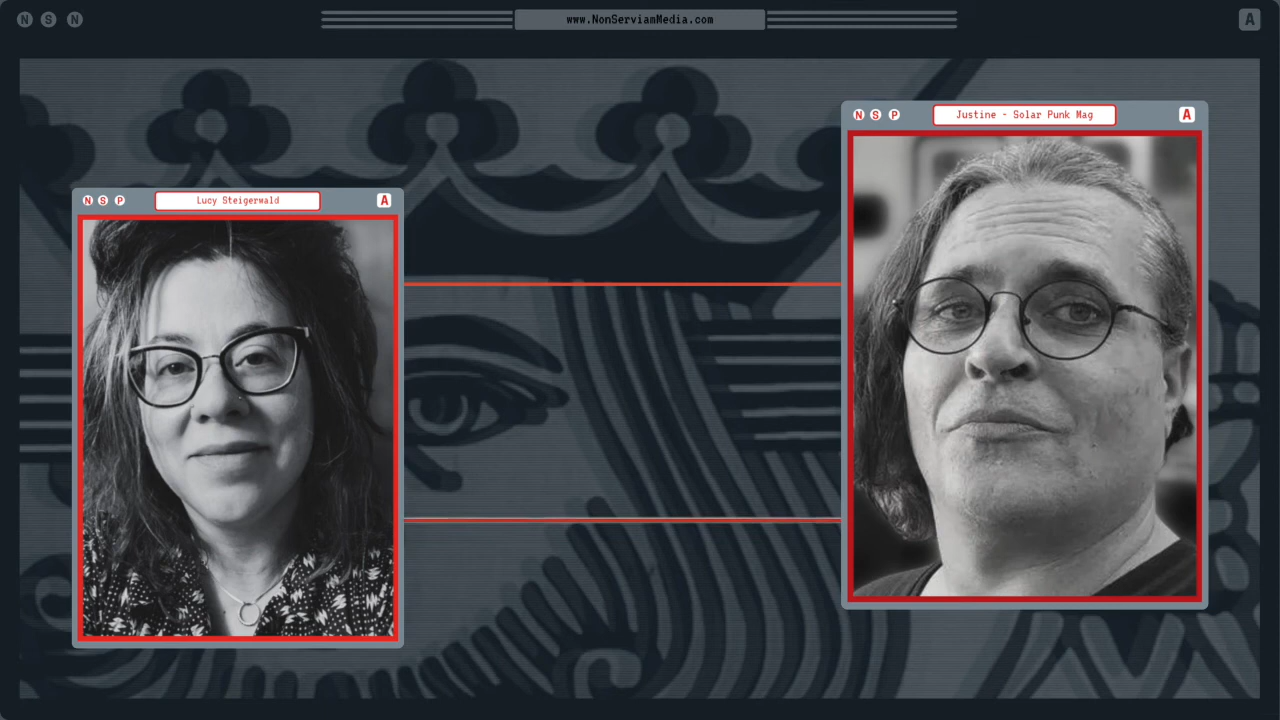 N S N
www.NonServiamMedia.com
A
N S P
Justine - Solar Punk Mag
A
N S P
Lucy Steigerwald
A